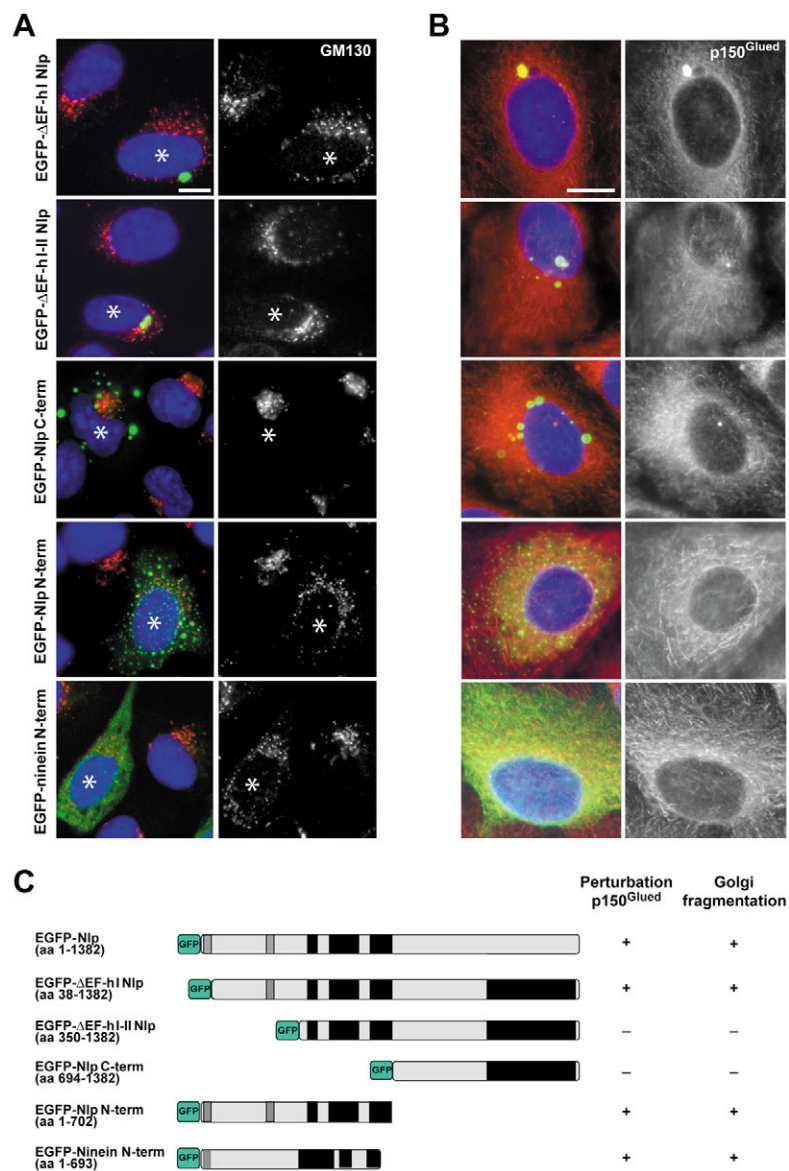 A
B
GM130
p150Glued
EGFP-ΔEF-hI Nlp
EGFP-ΔEF-hI-II Nlp
EGFP-Nlp C-term
EGFP-Nlp N-term
EGFP-ninein N-term
*
*
*
*
*
*
*
*
*
*
C
Perturbation p150Glued
Golgi fragmentation
EGFP-Nlp
(aa 1-1382)
GFP
+ +
EGFP-ΔEF-hI Nlp
(aa 38-1382)
GFP
+ +
EGFP-ΔEF-hI-II Nlp
(aa 350-1382)
GFP
– –
EGFP-Nlp C-term
(aa 694-1382)
GFP
– –
EGFP-Nlp N-term
(aa 1-702)
GFP
+ +
EGFP-Ninein N-term
(aa 1-693)
GFP
+ +